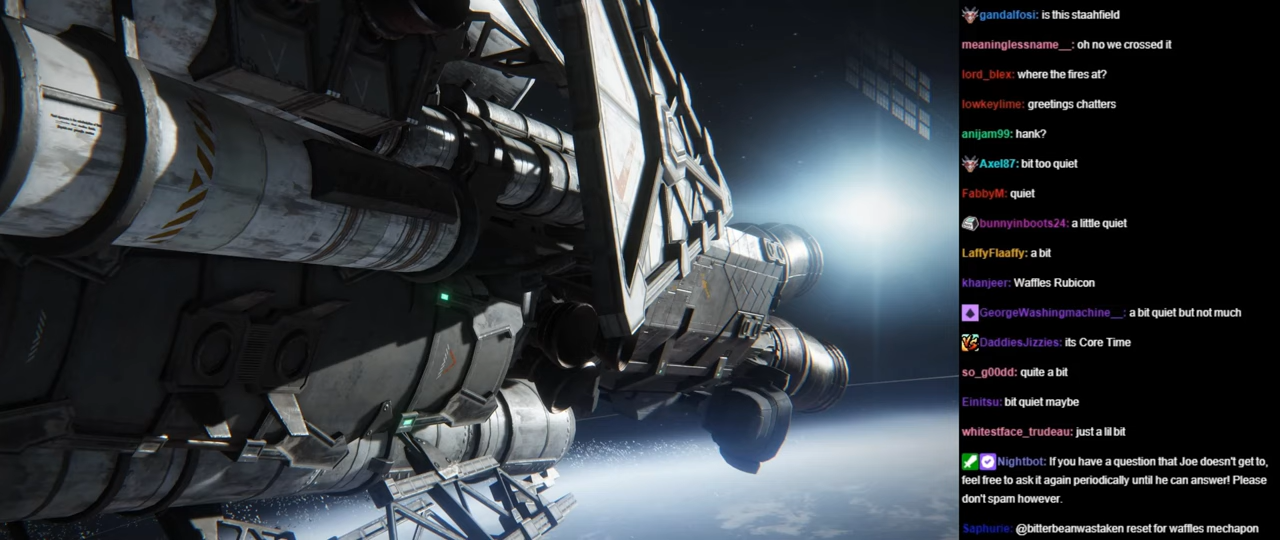 gandalfosi: is this staahfield
meaninglessname__: oh no we crossed it
lord_blex: where the fires at?
lowkeylime: greetings chatters
anijam99: hank?
Axel87: bit too quiet
FabbyM: quiet
bunnyinboots24: a little quiet
LaffyFlaaffy: a bit
khanjeer: Waffles Rubicon
GeorgeWashingmachine__: a bit quiet but not much
DaddiesJizzies: its Core Time
so_g00dd: quite a bit
Einitsu: bit quiet maybe
whitestface_trudeau: just a lil bit
Nightbot: If you have a question that Joe doesn't get to,
feel free to ask it again periodically until he can answer! Please
don't spam however.
Saphurie: @bitterbeanwastaken reset for waffles mechapon